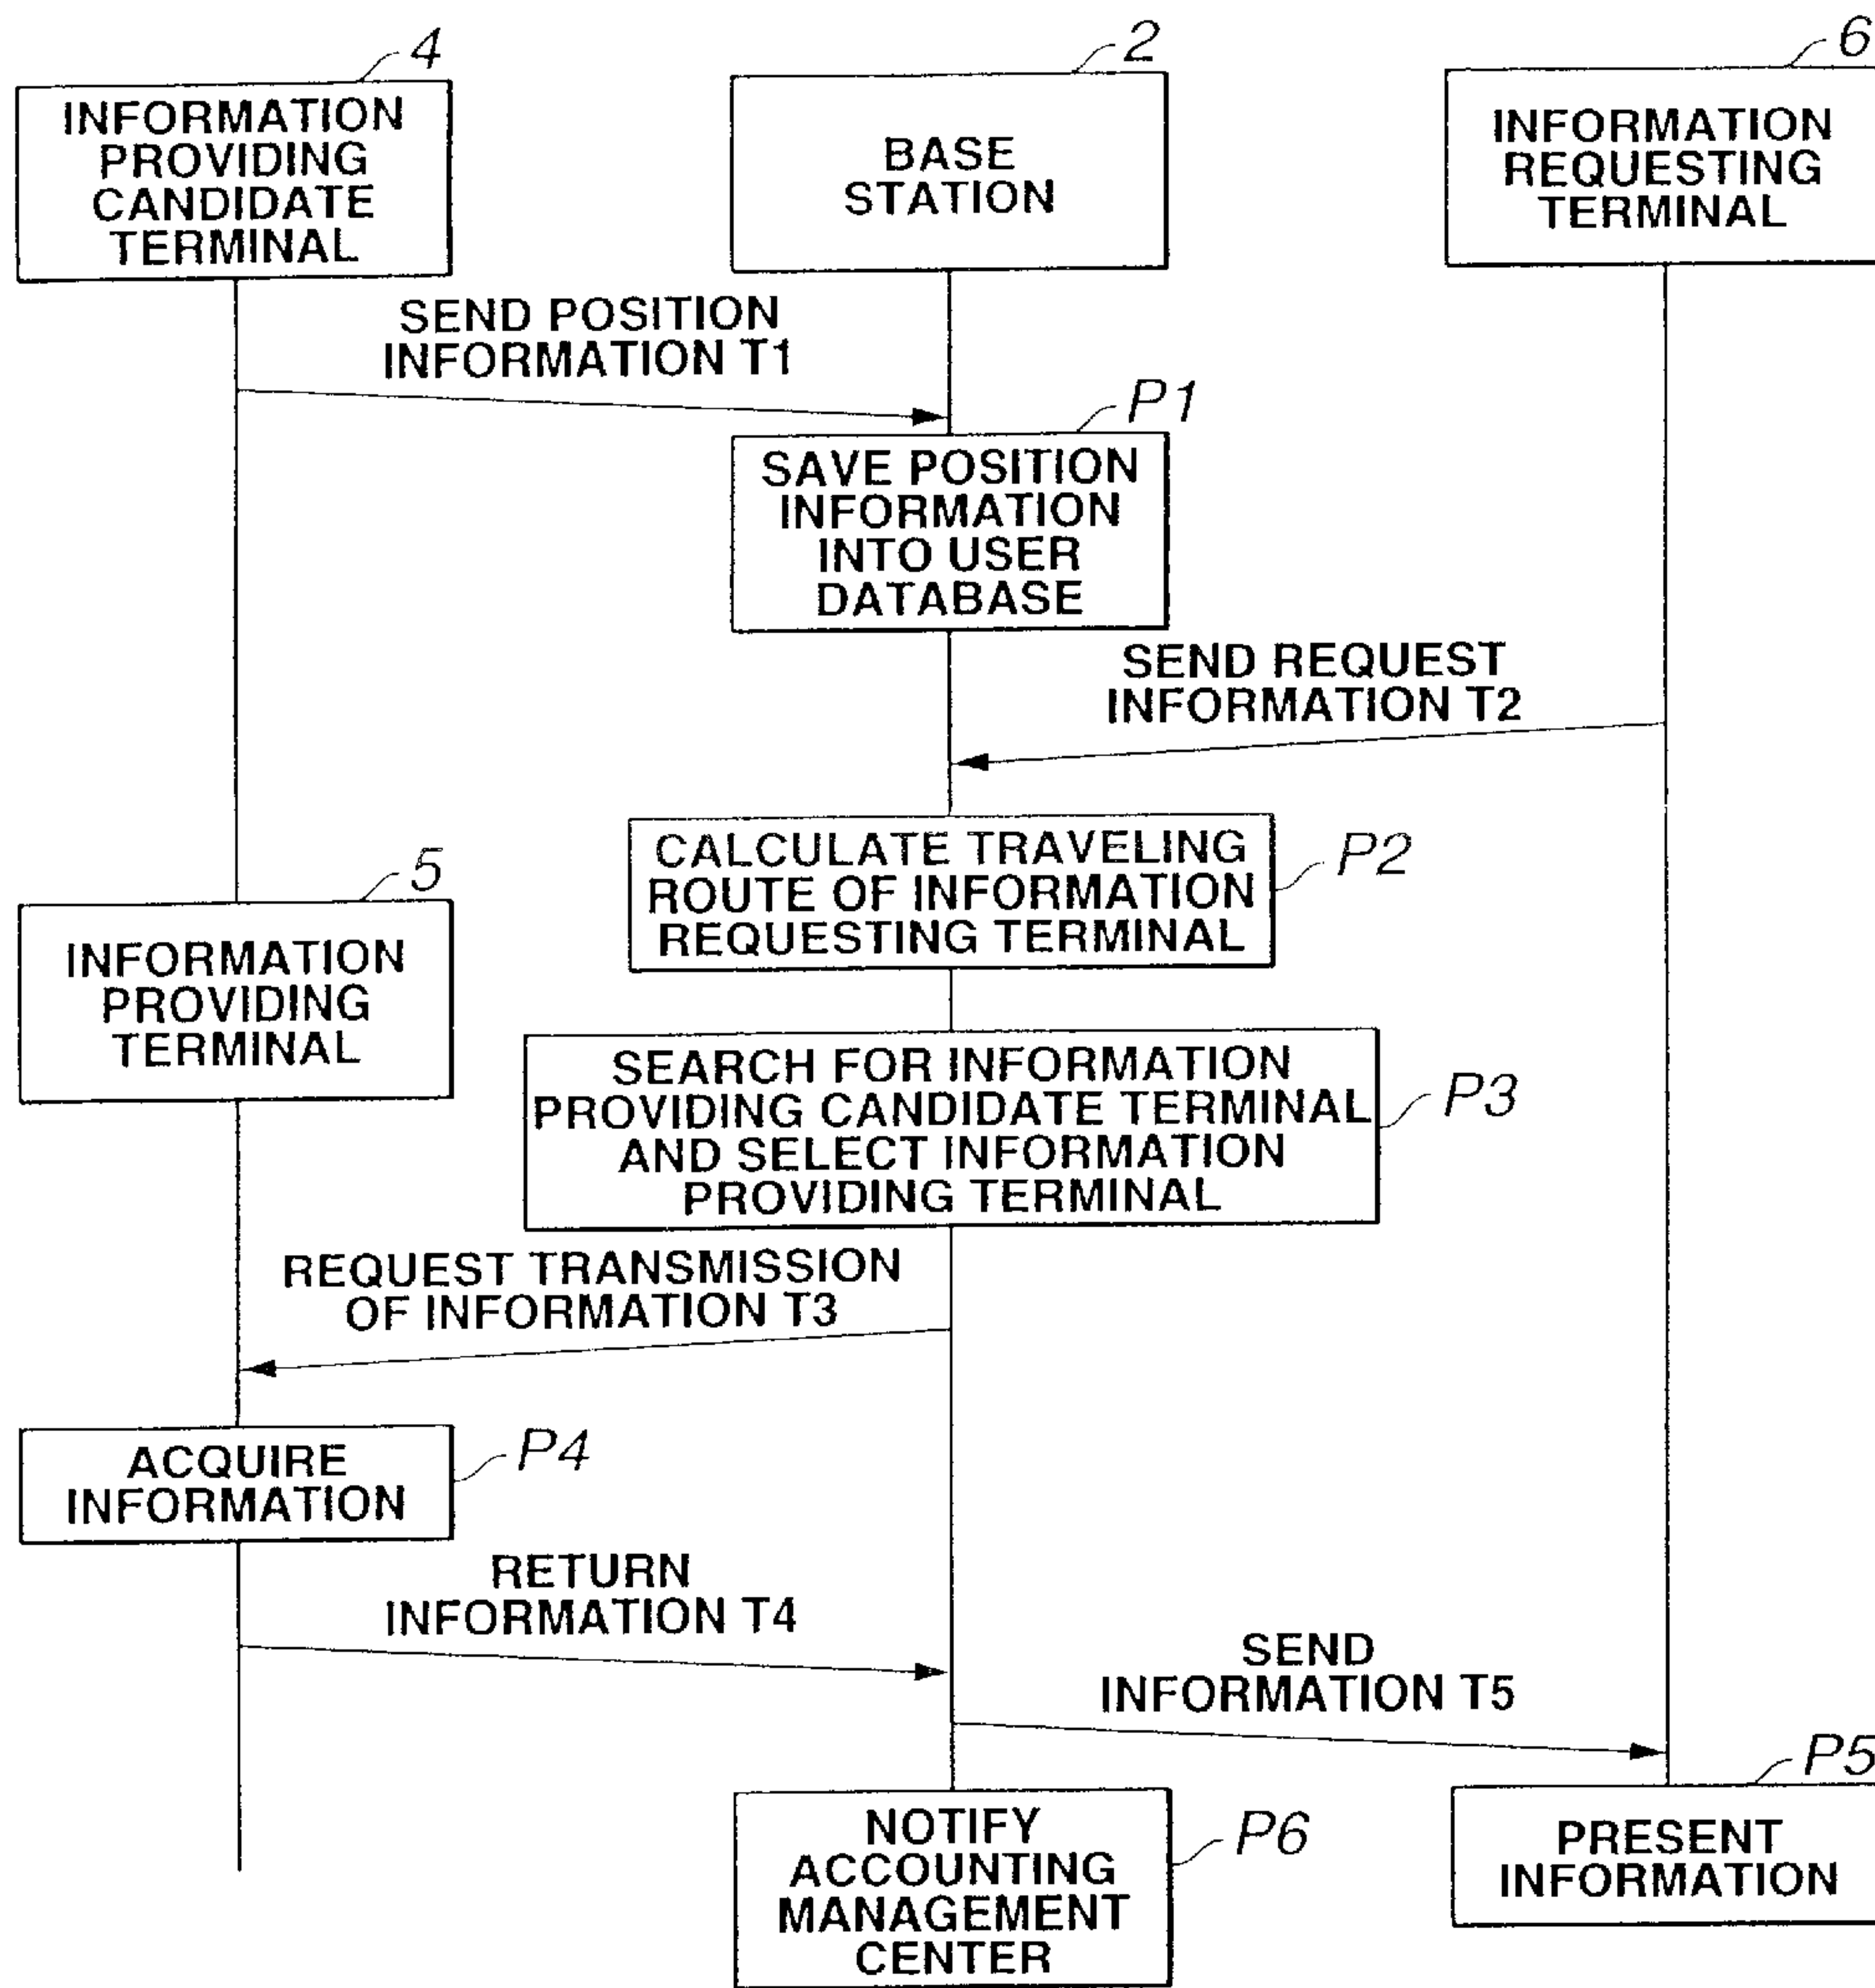 4
INFORMATION
PROVIDING
CANDIDATE
TERMINAL
2
BASE
STATION
6
INFORMATION
REQUESTING
TERMINAL
SEND POSITION
INFORMATION T1
P1
SAVE POSITION
INFORMATION
INTO USER
DATABASE
SEND REQUEST
INFORMATION T2
CALCULATE TRAVELING
ROUTE OF INFORMATION
REQUESTING TERMINAL
P2
5
INFORMATION
PROVIDING
TERMINAL
SEARCH FOR INFORMATION
PROVIDING CANDIDATE TERMINAL
AND SELECT INFORMATION
PROVIDING TERMINAL
P3
REQUEST TRANSMISSION
OF INFORMATION T3
ACQUIRE
INFORMATION
P4
RETURN
INFORMATION T4
SEND
INFORMATION T5
NOTIFY
ACCOUNTING
MANAGEMENT
CENTER
P6
P5
PRESENT
INFORMATION